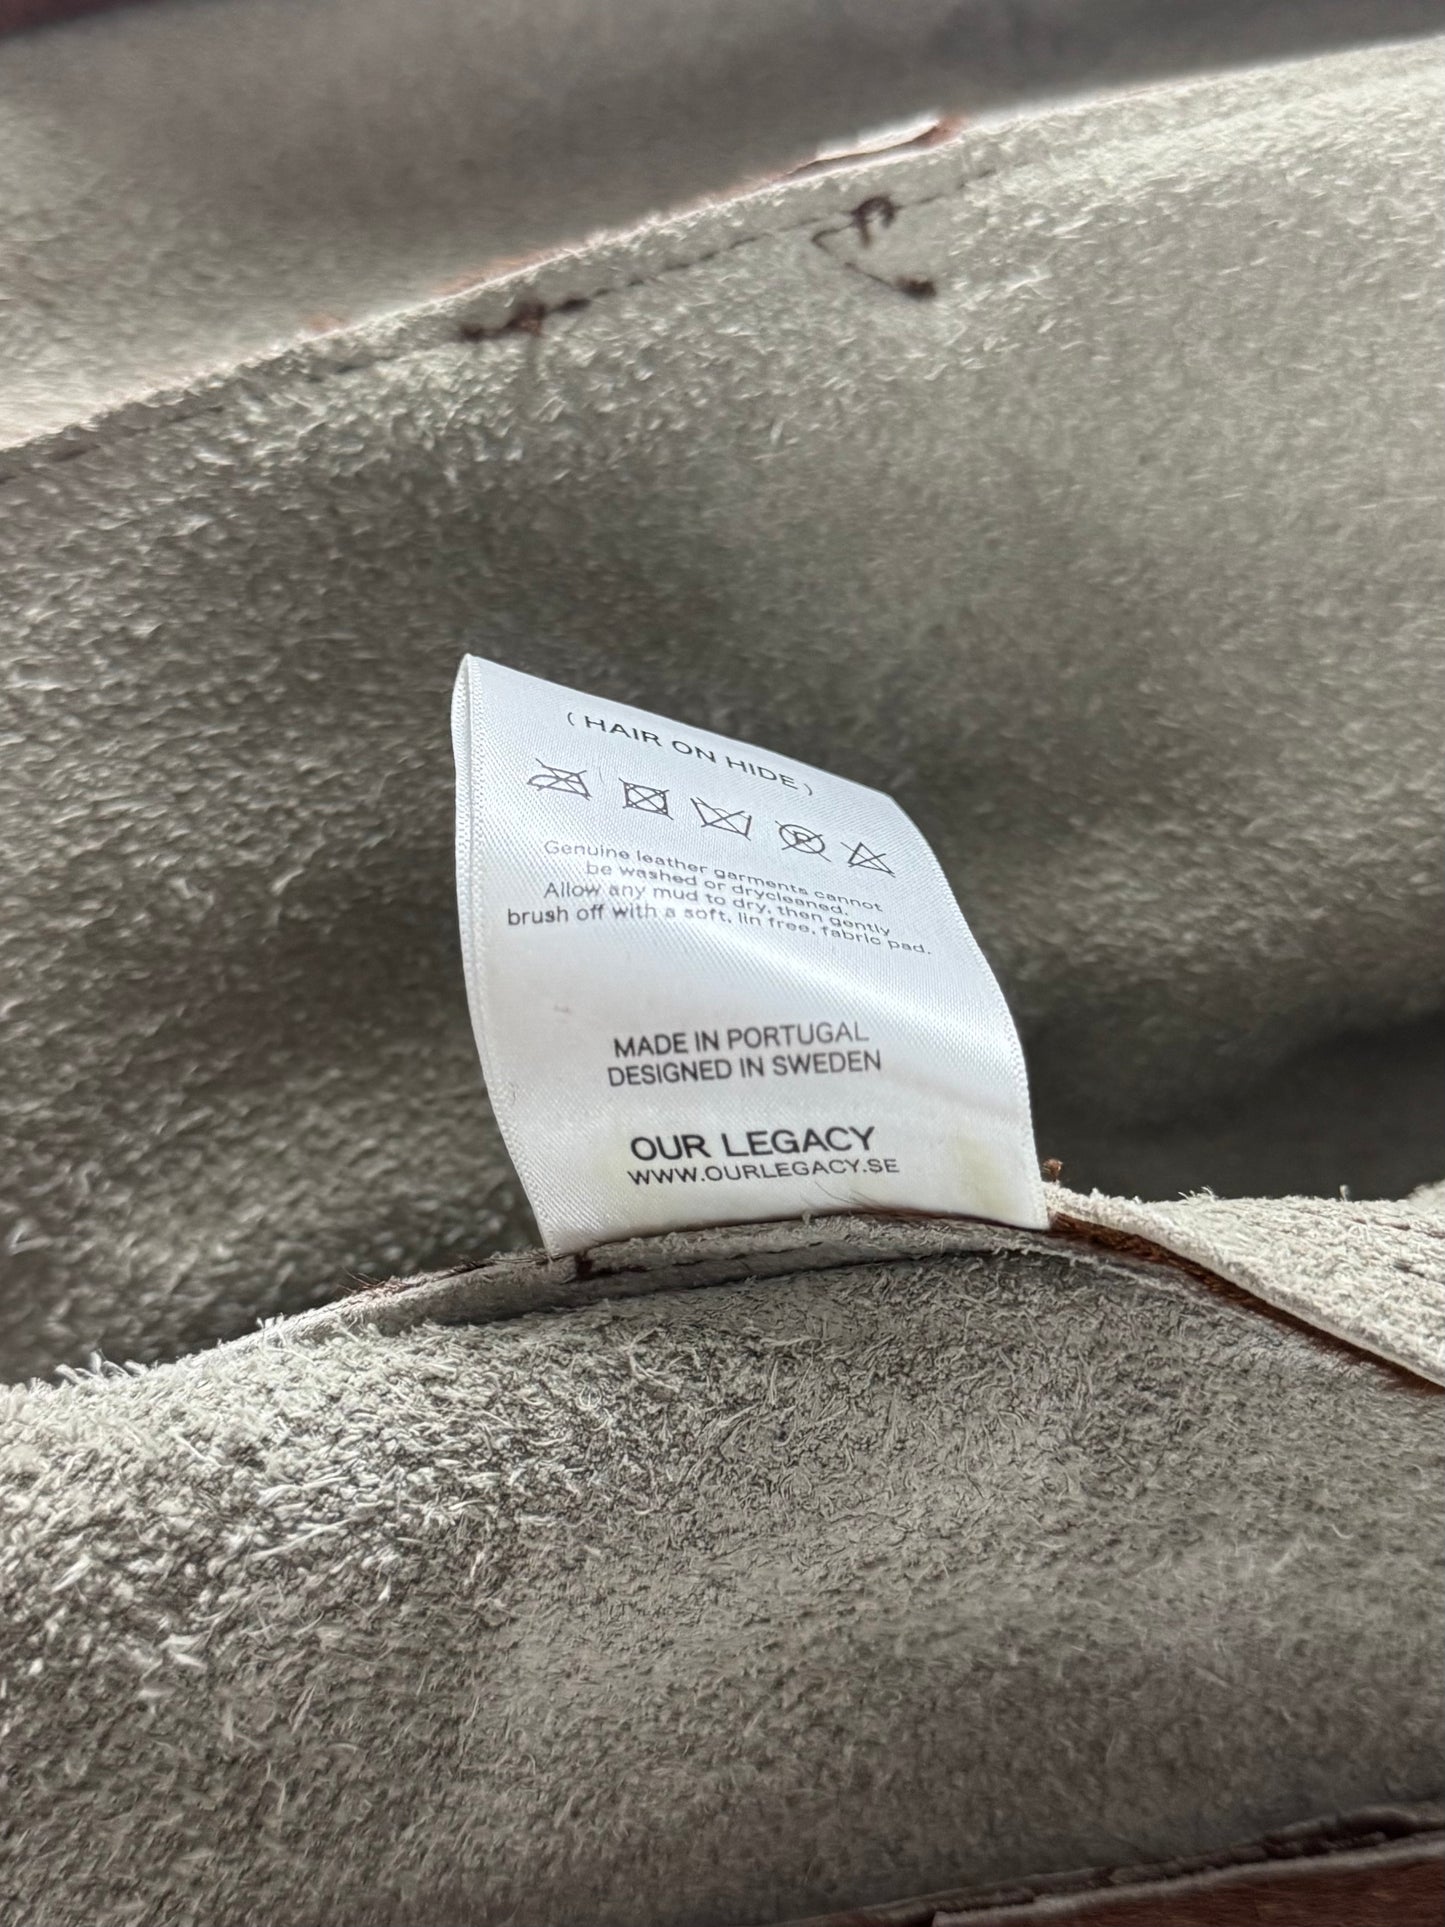 ( HAIR ON HIDE )
P
Genuine leather garments cannot
be washed or drycleaned.
Allow any mud to dry, then gently
brush off with a soft, lin free, fabric pad.
MADE IN PORTUGAL
DESIGNED IN SWEDEN
OUR LEGACY
WWW.OURLEGACY.SE